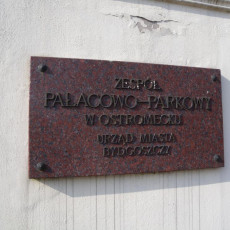 ZESPÓŁ
PAŁACOWO-PARKOWY
W OSTROMECKU
URZĄD MIASTA
BYDGOSZCZY